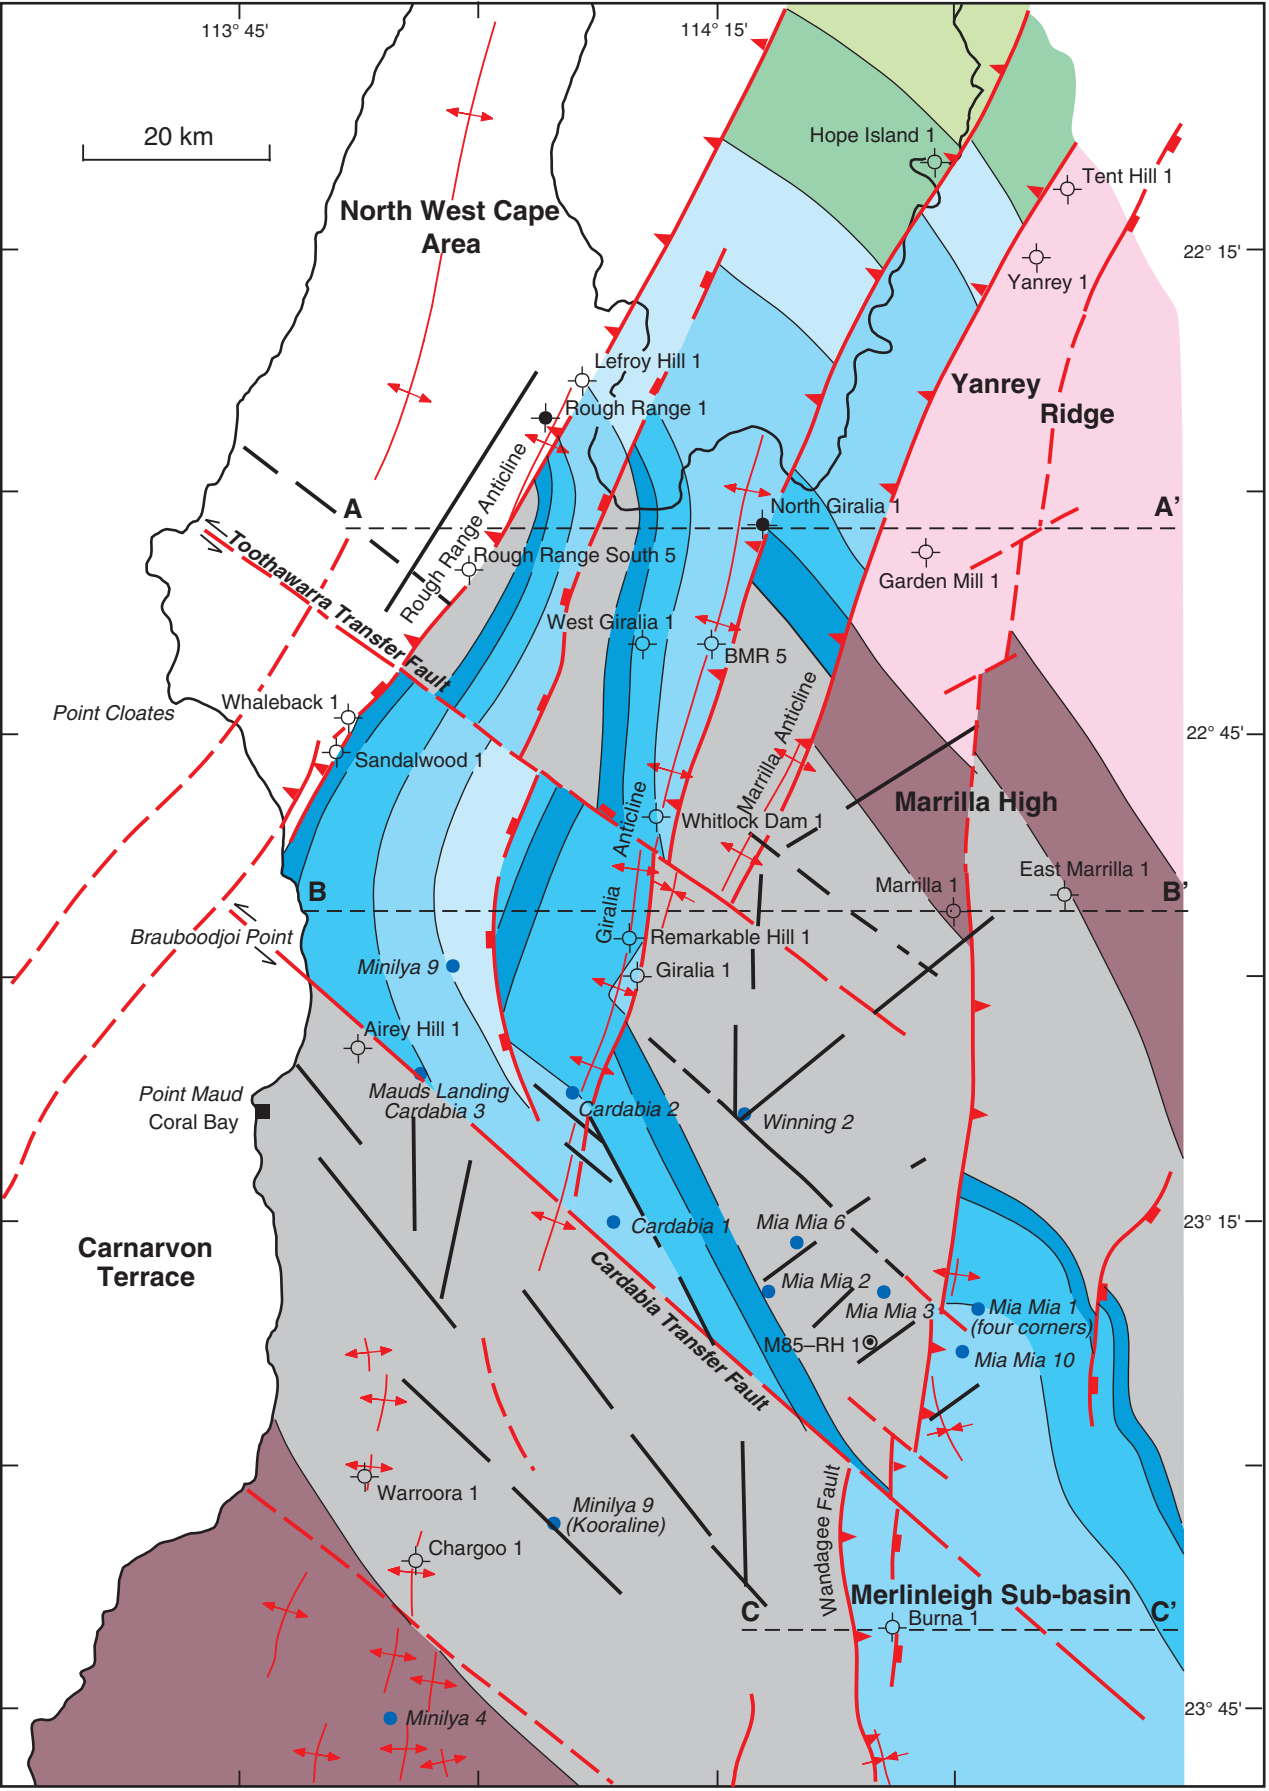 113° 45'
114° 15'
20 km
Hope Island 1
Tent Hill 1
North West Cape
Area
22° 15'
Yanrey 1
Lefroy Hill 1
Yanrey
Ridge
Rough Range 1
Rough Range Anticline
A
A’
North Giralia 1
Toothawarra Transfer Fault
Rough Range South 5
Garden Mill 1
West Giralia 1
BMR 5
Whaleback 1
Point Cloates
22° 45'
Sandalwood 1
Marrilla Anticline
Marrilla High
Giralia
Anticline
Whitlock Dam 1
East Marrilla 1
Marrilla 1
B
B’
Brauboodjoi Point
Remarkable Hill 1
Minilya 9
Giralia 1
Airey Hill 1
Point Maud
Coral Bay
Mauds Landing
Cardabia 3
Cardabia 2
Winning 2
Carnarvon
Terrace
Cardabia 1
Mia Mia 6
23° 15'
Cardabia Transfer Fault
Mia Mia 2
Mia Mia 3
Mia Mia 1
(four corners)
M85–RH 1
Mia Mia 10
Warroora 1
Minilya 9
(Kooraline)
Wandagee Fault
Chargoo 1
Merlinleigh Sub-basin
C
C’
Burna 1
Minilya 4
23° 45'